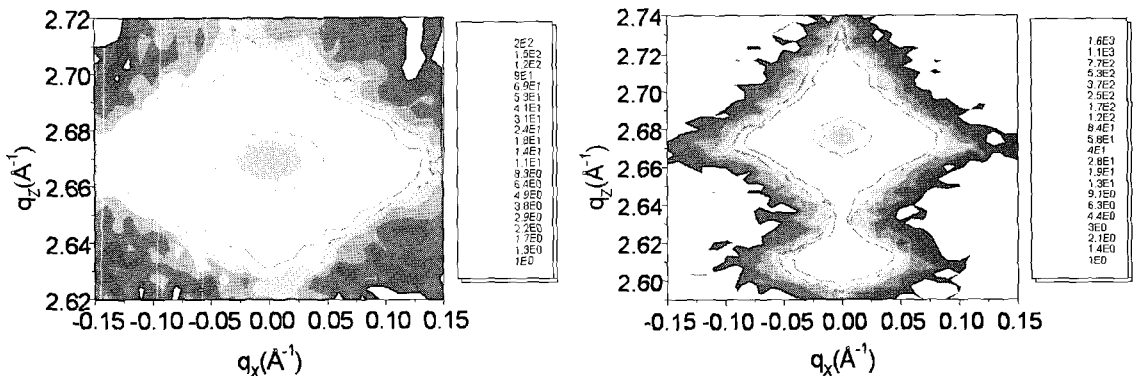 2.72
2.70
2.68
2.66
2.64
2.62
qz(Å⁻¹)
-0.15 -0.10 -0.05 0.00 0.05 0.10 0.15
qx(Å⁻¹)
2E2
1.5E2
1.2E2
9E1
6.9E1
5.3E1
4.1E1
3.1E1
2.4E1
1.8E1
1.4E1
1.1E1
8.3E0
6.4E0
4.9E0
3.8E0
2.9E0
2.2E0
1.7E0
1.3E0
1E0
2.74
2.72
2.70
2.68
2.66
2.64
2.62
2.60
qz(Å⁻¹)
-0.15 -0.10 -0.05 0.00 0.05 0.10 0.15
qx(Å⁻¹)
1.6E3
1.1E3
7.7E2
5.3E2
3.7E2
2.5E2
1.7E2
1.2E2
8.4E1
5.8E1
4E1
2.8E1
1.9E1
1.3E1
9.1E0
6.3E0
4.4E0
3E0
2.1E0
1.4E0
1E0